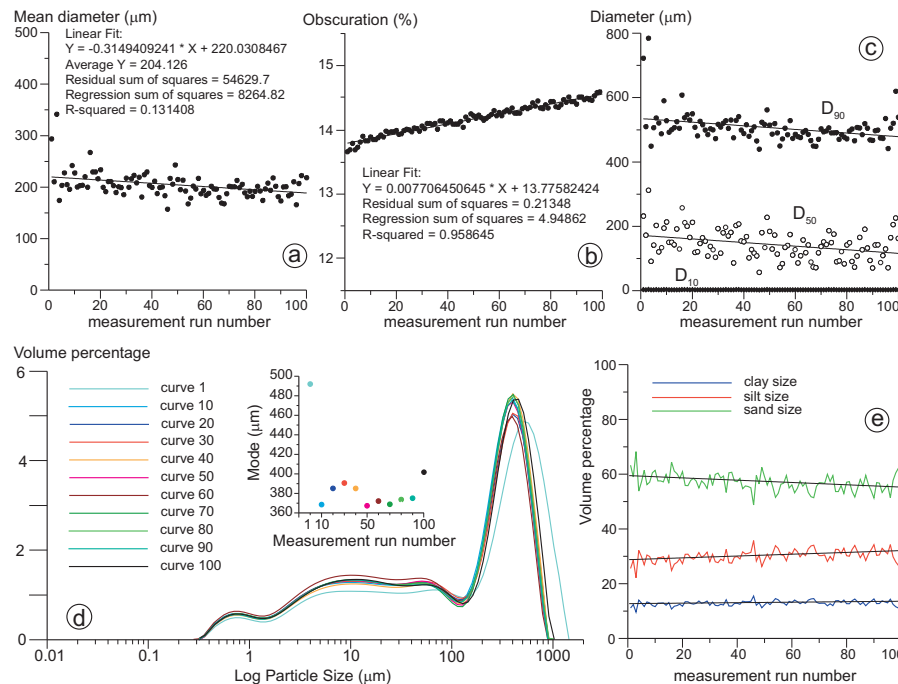 Mean diameter (μm)
500
400
300
200
100
0
Linear Fit:
Y = -0.3149409241 * X + 220.0308467
Average Y = 204.126
Residual sum of squares = 54629.7
Regression sum of squares = 8264.82
R-squared = 0.131408
a
0 20 40 60 80 100
measurement run number
Obscuration (%)
15
14
13
12
Linear Fit:
Y = 0.007706450645 * X + 13.77582424
Residual sum of squares = 0.21348
Regression sum of squares = 4.94862
R-squared = 0.958645
b
0 20 40 60 80 100
measurement run number
Diameter (μm)
800
600
400
200
0
c
D90
D50
D10
0 20 40 60 80 100
measurement run number
Volume percentage
6
5
4
2
1
0
curve 1
curve 10
curve 20
curve 30
curve 40
curve 50
curve 60
curve 70
curve 80
curve 90
curve 100
d
0.01 0.1 1 10 100 1000
Log Particle Size (μm)
Mode (μm)
500
480
460
440
420
400
380
360
1 10 50 100
Measurement run number
Volume percentage
100
80
60
40
20
0
clay size
silt size
sand size
e
0 20 40 60 80 100
measurement run number